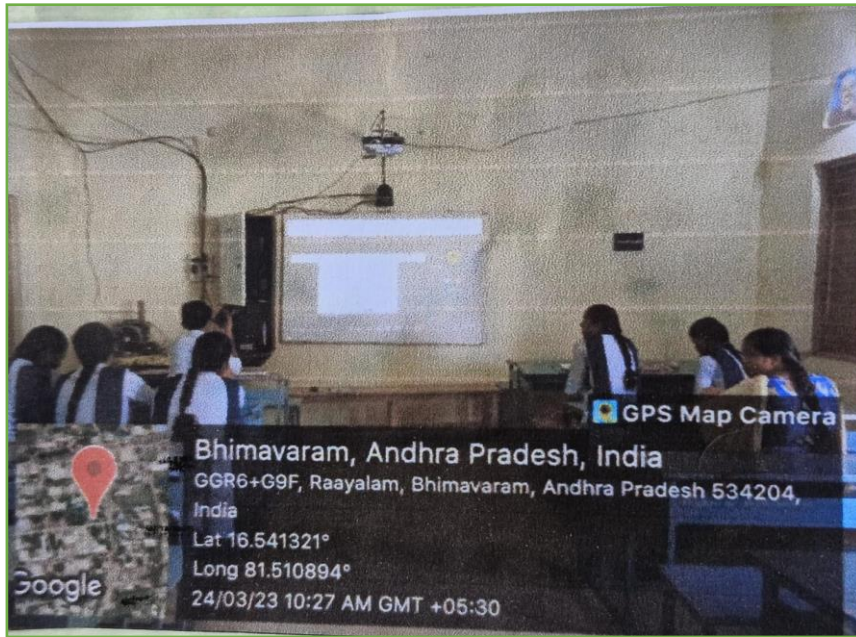 GPS Map Camera
Bhimavaram, Andhra Pradesh, India
GGR6+G9F, Raayalam, Bhimavaram, Andhra Pradesh 534204,
India
Lat 16.541321°
Long 81.510894°
24/03/23 10:27 AM GMT +05:30
Google